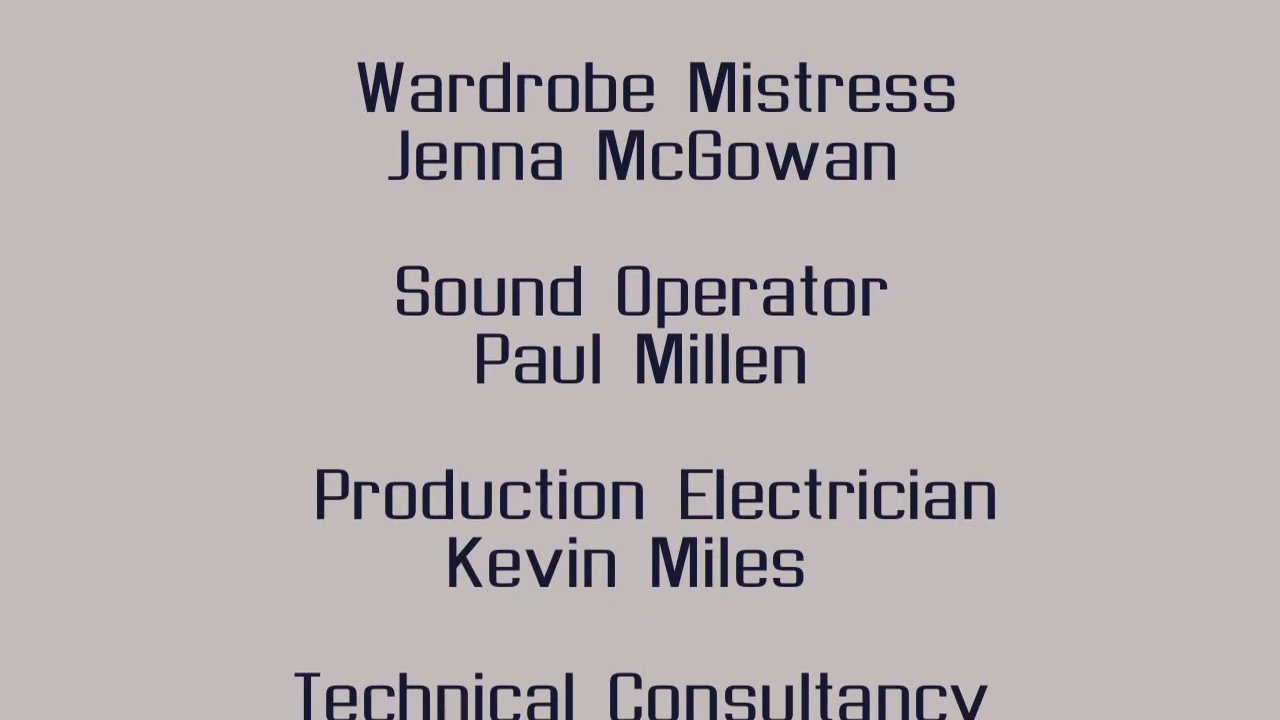 Wardrobe Mistress
Jenna McGowan
Sound Operator
Paul Millen
Production Electrician
Kevin Miles
Technical Consultancy